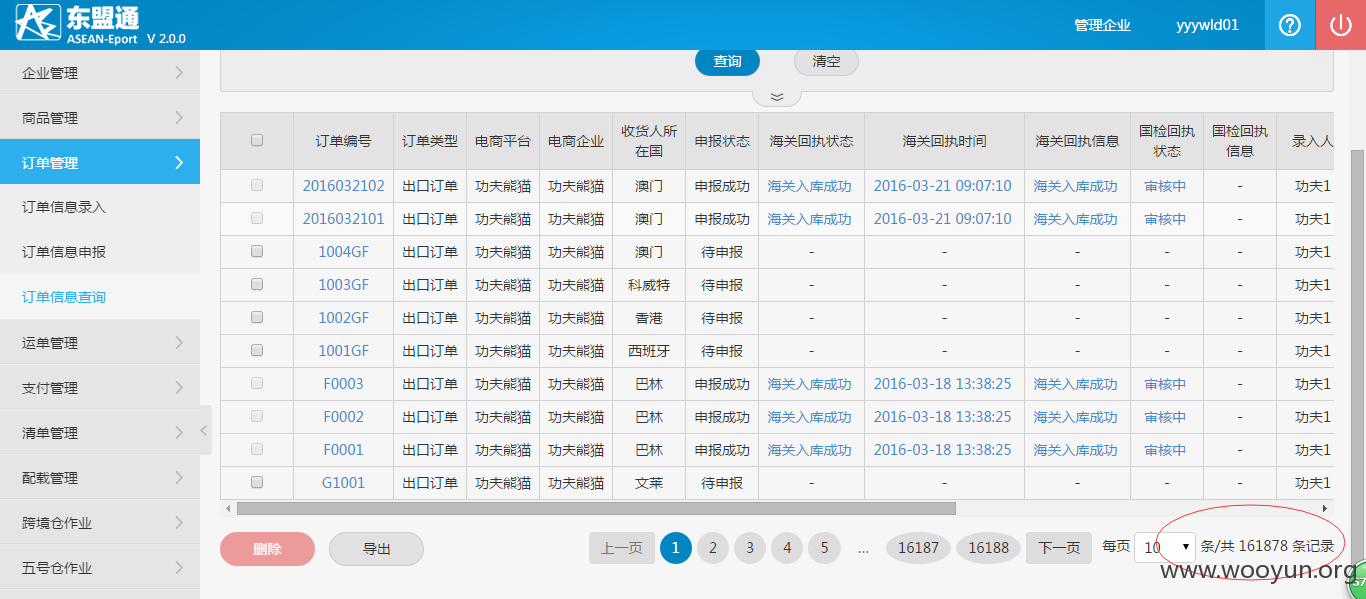 东盟通
ASEAN-Eport V 2.0.0
管理企业 yyywld01
企业管理
商品管理
订单管理
订单信息录入
订单信息申报
订单信息查询
运单管理
支付管理
清单管理
配载管理
跨境仓作业
五号仓作业
查询 清空
订单编号 订单类型 电商平台 电商企业 收货人所在国 申报状态 海关回执状态 海关回执时间 海关回执信息 国检回执状态 国检回执信息 录入人
2016032102 出口订单 功夫熊猫 功夫熊猫 澳门 申报成功 海关入库成功 2016-03-21 09:07:10 海关入库成功 审核中 - 功夫1
2016032101 出口订单 功夫熊猫 功夫熊猫 澳门 申报成功 海关入库成功 2016-03-21 09:07:10 海关入库成功 审核中 - 功夫1
1004GF 出口订单 功夫熊猫 功夫熊猫 澳门 待申报 - - - - - 功夫1
1003GF 出口订单 功夫熊猫 功夫熊猫 科威特 待申报 - - - - - 功夫1
1002GF 出口订单 功夫熊猫 功夫熊猫 香港 待申报 - - - - - 功夫1
1001GF 出口订单 功夫熊猫 功夫熊猫 西班牙 待申报 - - - - - 功夫1
F0003 出口订单 功夫熊猫 功夫熊猫 巴林 申报成功 海关入库成功 2016-03-18 13:38:25 海关入库成功 审核中 - 功夫1
F0002 出口订单 功夫熊猫 功夫熊猫 巴林 申报成功 海关入库成功 2016-03-18 13:38:25 海关入库成功 审核中 - 功夫1
F0001 出口订单 功夫熊猫 功夫熊猫 巴林 申报成功 海关入库成功 2016-03-18 13:38:25 海关入库成功 审核中 - 功夫1
G1001 出口订单 功夫熊猫 功夫熊猫 文莱 待申报 - - - - - 功夫1
删除 导出 上一页 1 2 3 4 5 ... 16187 16188 下一页 每页 10 条/共 161878 条记录
www.wooyun.org